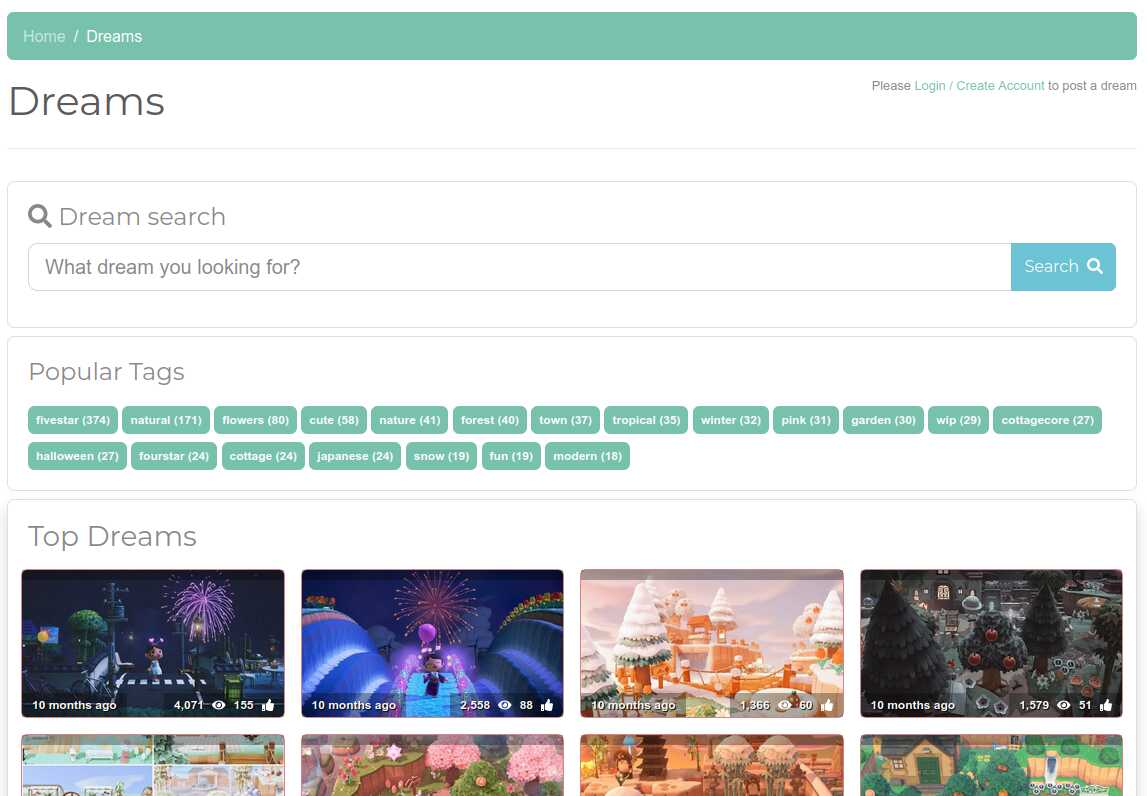 Home / Dreams
Dreams
Please Login / Create Account to post a dream
Dream search
What dream you looking for?
Search
Popular Tags
fivestar (374) natural (171) flowers (80) cute (58) nature (41) forest (40) town (37) tropical (35) winter (32) pink (31) garden (30) wip (29) cottagecore (27)
halloween (27) fourstar (24) cottage (24) japanese (24) snow (19) fun (19) modern (18)
Top Dreams
10 months ago 4,071 155
10 months ago 2,558 88
10 months ago 1,366 60
10 months ago 1,579 51